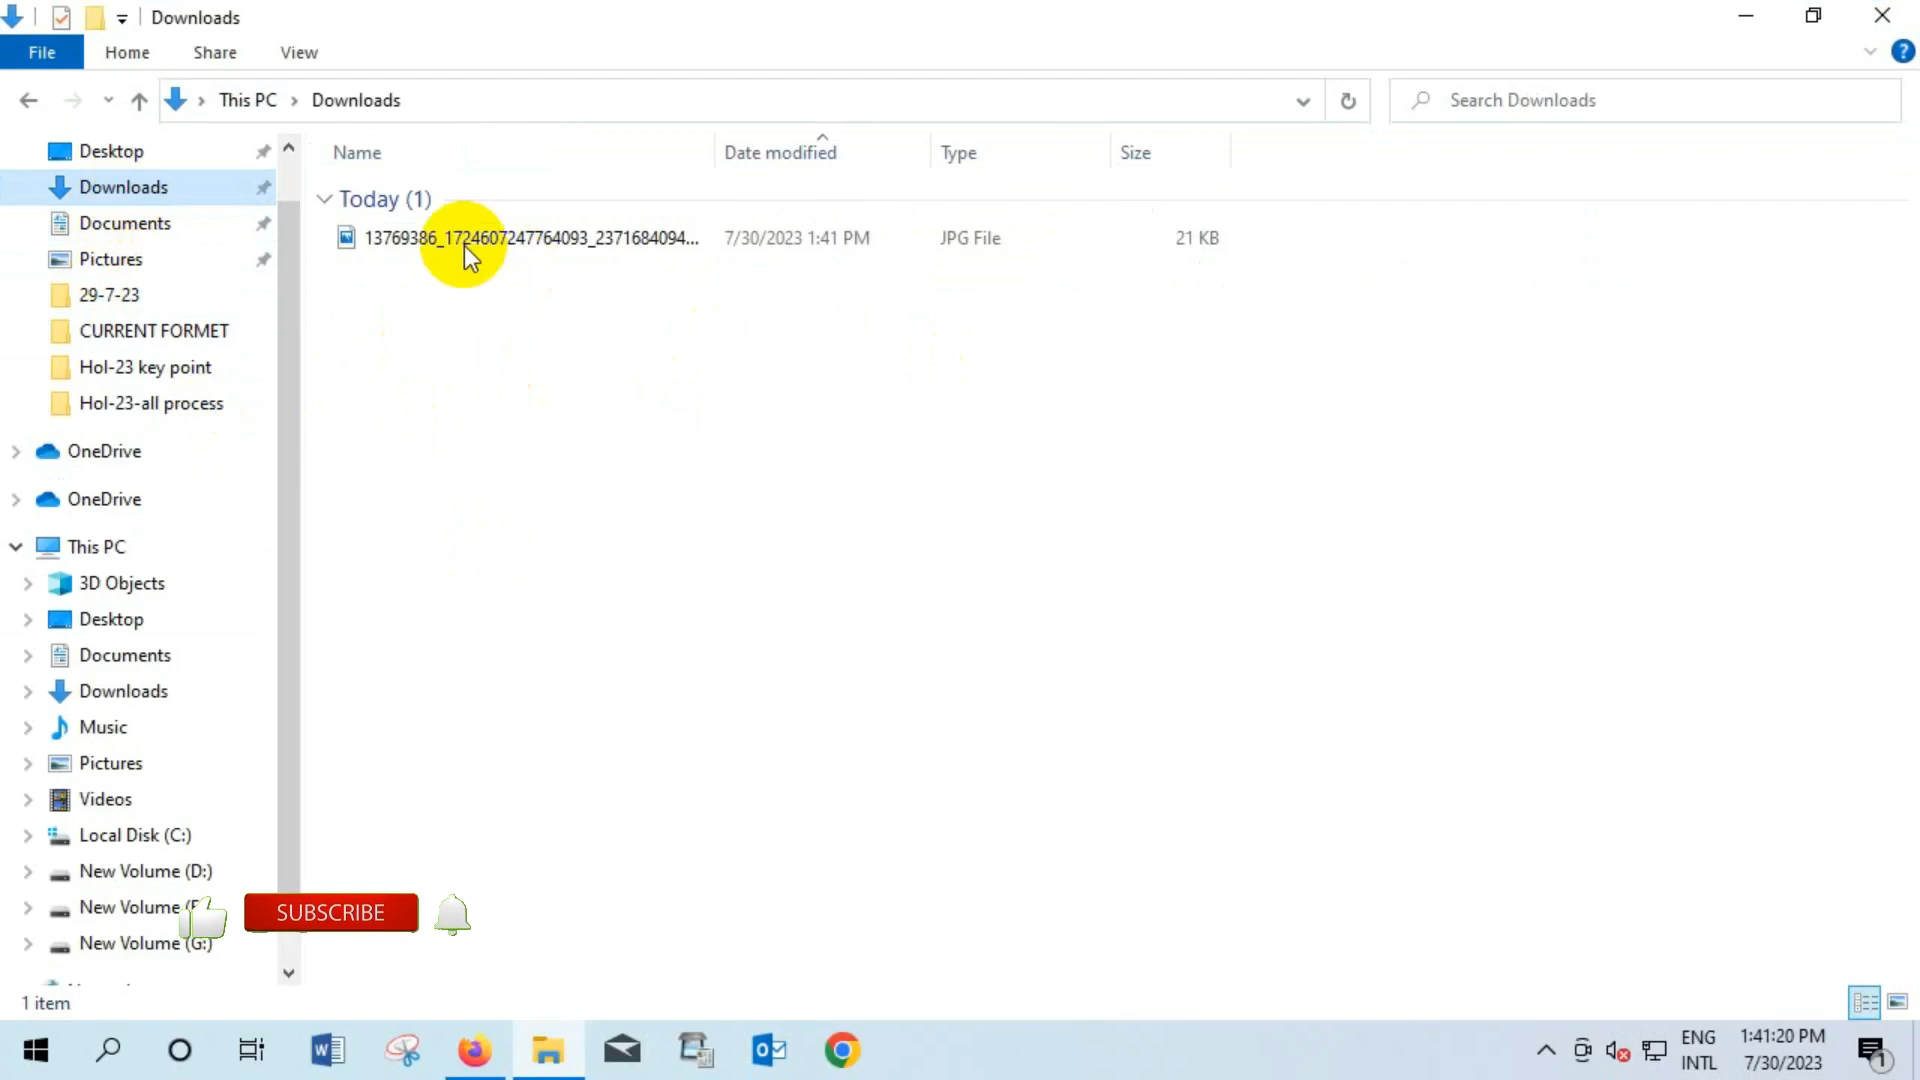 Downloads
File Home Share View
This PC Downloads
Search Downloads
Name Date modified Type Size
Desktop
Downloads
Documents
Pictures
29-7-23
CURRENT FORMET
Hol-23 key point
Hol-23-all process
OneDrive
OneDrive
This PC
3D Objects
Desktop
Documents
Downloads
Music
Pictures
Videos
Local Disk (C:)
New Volume (D:)
New Volume
New Volume (G:)
Today (1)
13769386_1724607247764093_2371684094... 7/30/2023 1:41 PM JPG File 21 KB
SUBSCRIBE
1 item
ENG
INTL
1:41:20 PM
7/30/2023
1